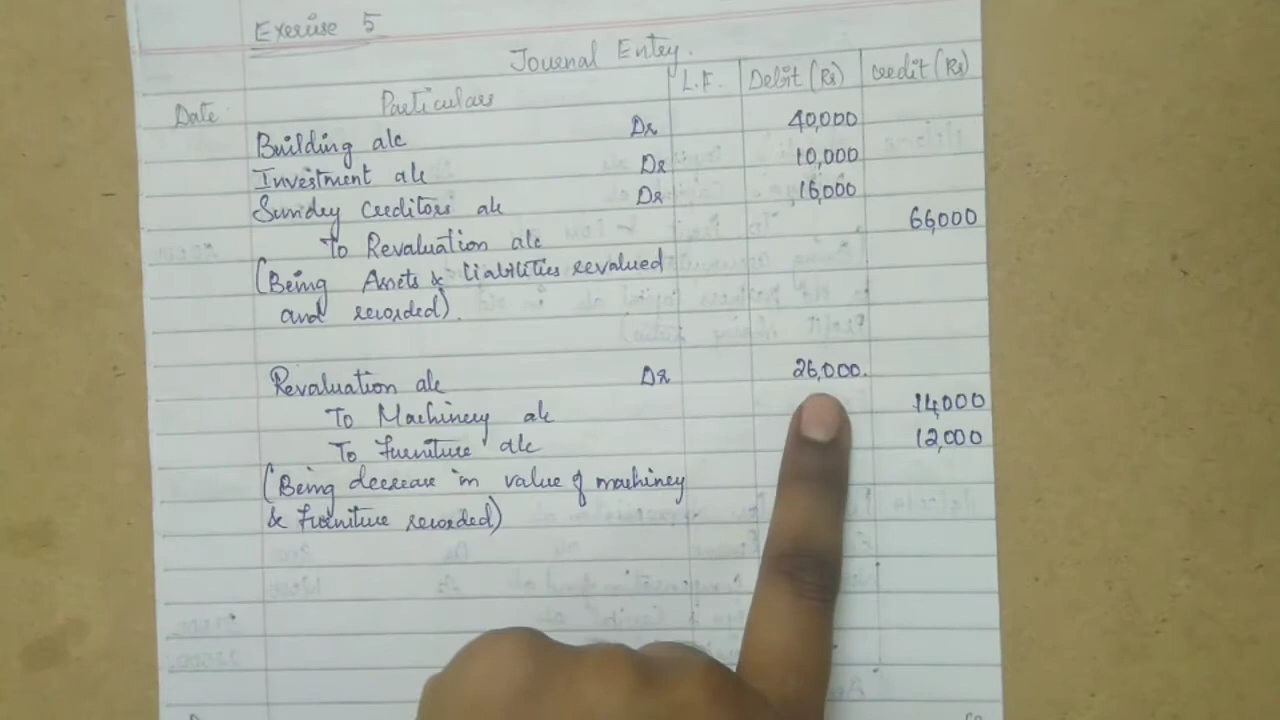 Exercise 5
Journal Entry.
Date Particulars L.F. Debit (Rs) credit (Rs)
Building a/c Dr 40,000
Investment a/c Dr 10,000
Sundry Creditors a/c Dr 16,000
To Revaluation a/c 66,000
(Being Assets & liabilities revalued
and recorded).
Revaluation a/c Dr 26,000.
To Machinery a/c 14,000
To Furniture a/c 12,000
(Being decrease in value of machinery
& furniture recorded)